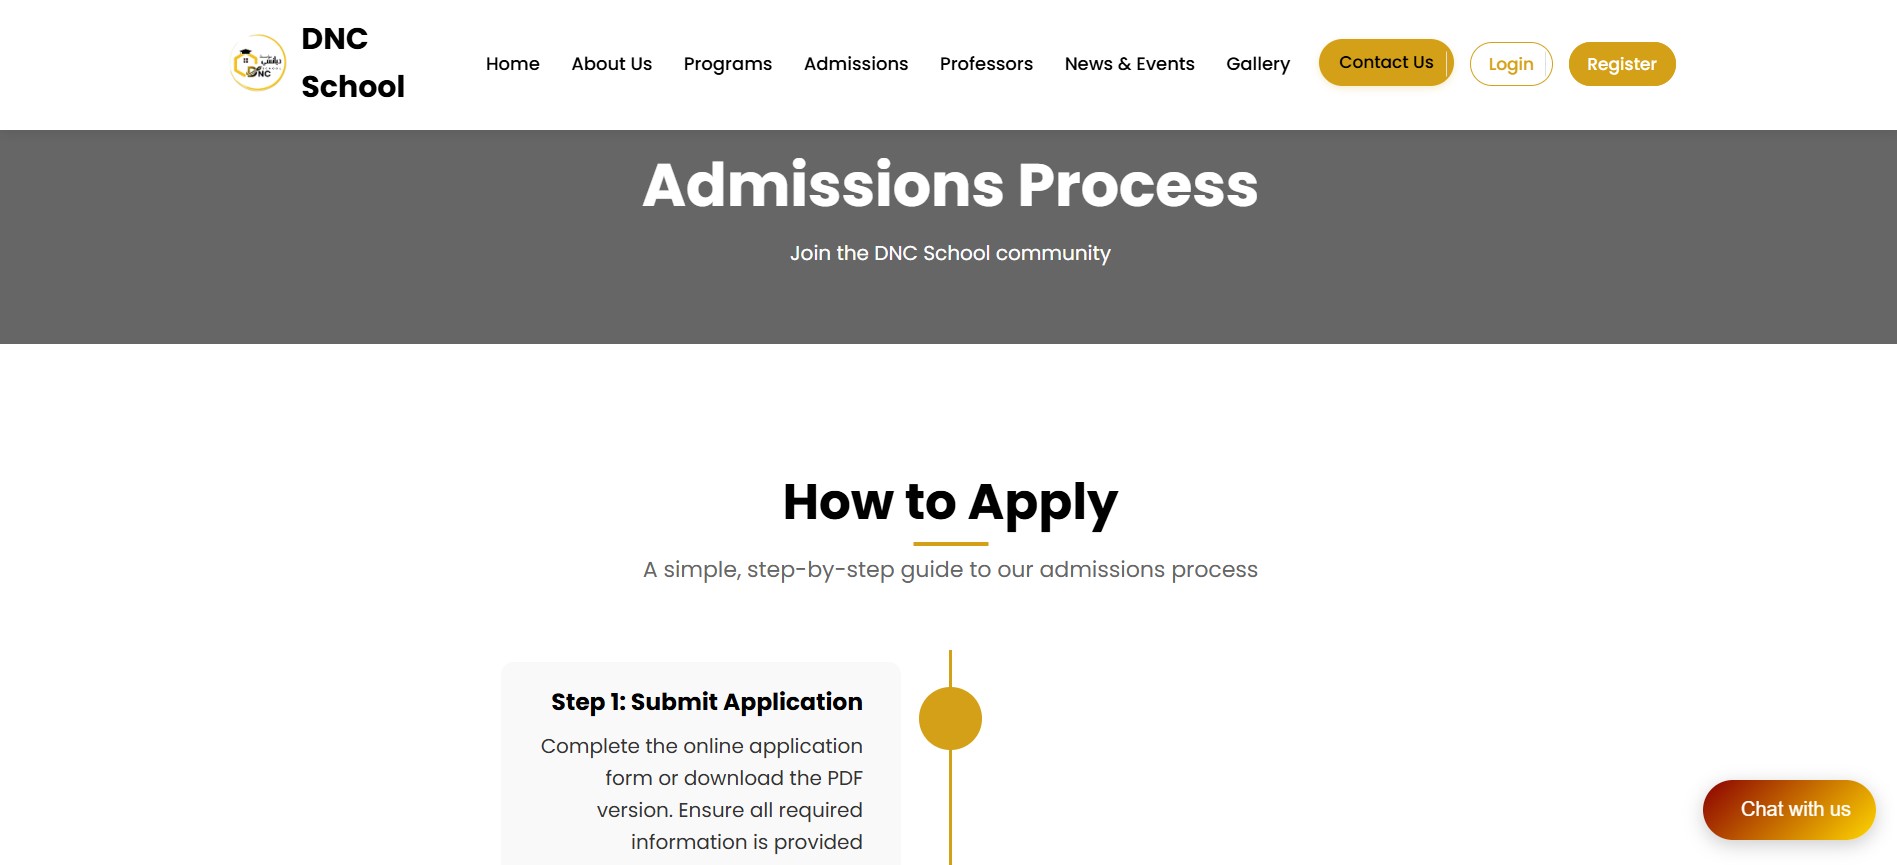 DNC
DNC
School
Home
About Us
Programs
Admissions
Professors
News & Events
Gallery
Contact Us
Login
Register
Admissions Process
Join the DNC School community
How to Apply
A simple, step-by-step guide to our admissions process
Step 1: Submit Application
Complete the online application
form or download the PDF
version. Ensure all required
information is provided
Chat with us